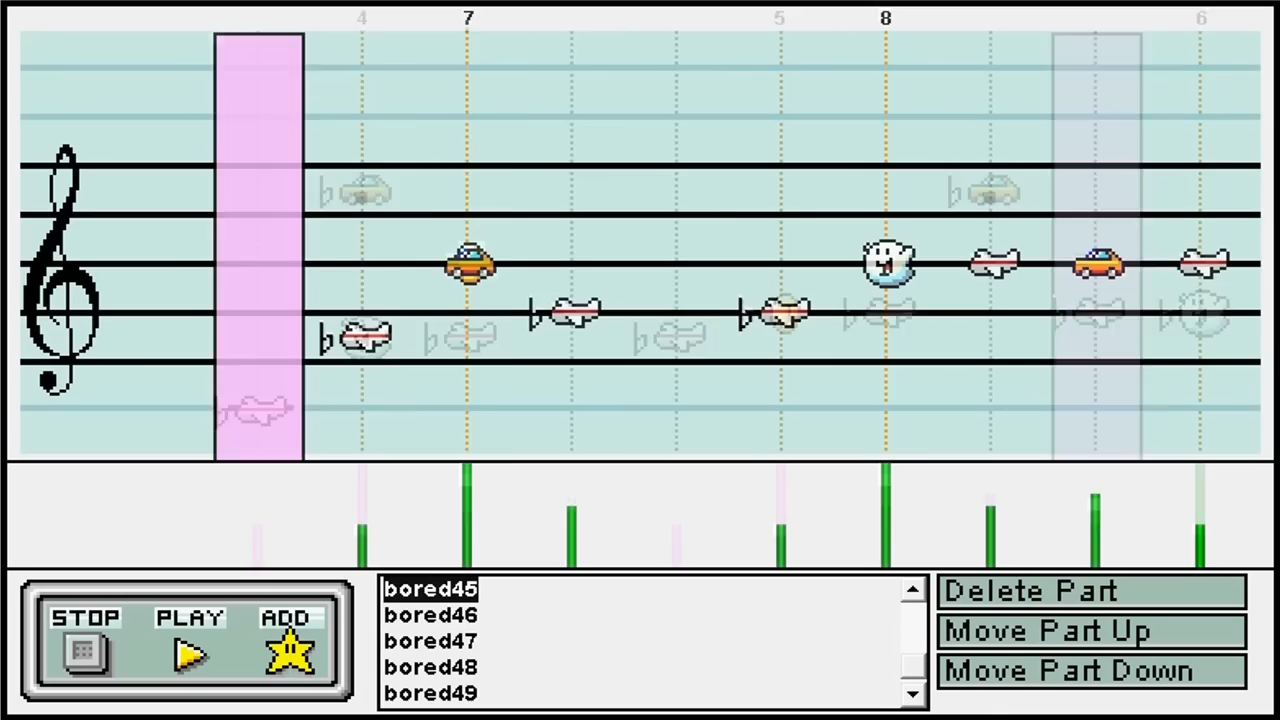 4 7 5 8 6
STOP PLAY ADD
bored45
bored46
bored47
bored48
bored49
Delete Part
Move Part Up
Move Part Down